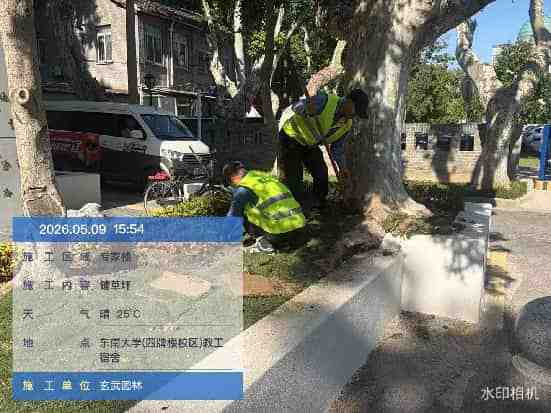 2026.05.09 15:54
施工区域 专家楼
施工内容 铺草坪
天气 晴 25℃
地点 东南大学(四牌楼校区)教工
宿舍
施工单位 玄武园林
水印相机